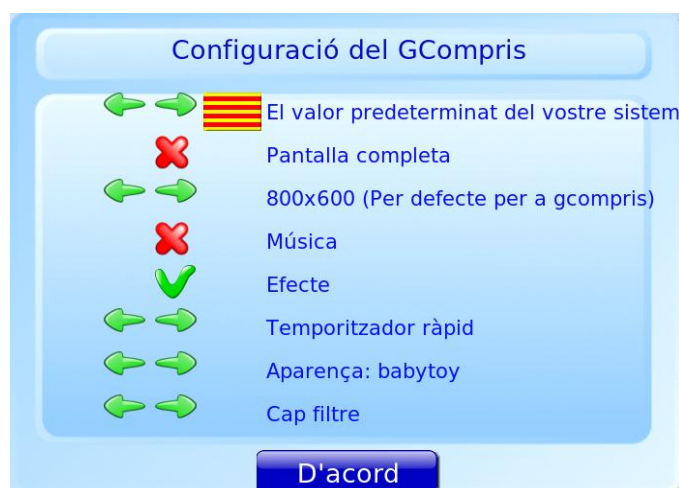 Configuració del GCompris
El valor predeterminat del vostre sistem
Pantalla completa
800x600 (Per defecte per a gcompris)
Música
Efecte
Temporitzador ràpid
Aparença: babytoy
Cap filtre
D'acord